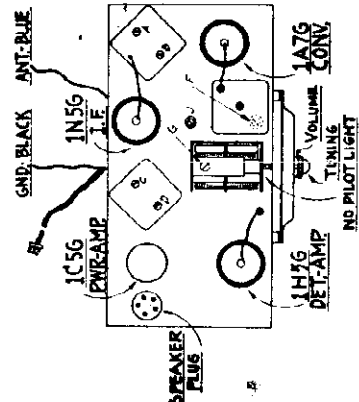 ANT.-BLUE
GND. BLACK
1N5G
I.F.
1C5G
PWR-AMP.
SPEAKER
PLUG
1A7G
CONV.
VOLUME
TUNING
NO PILOT LIGHT
1H5G
DET.-AMP.